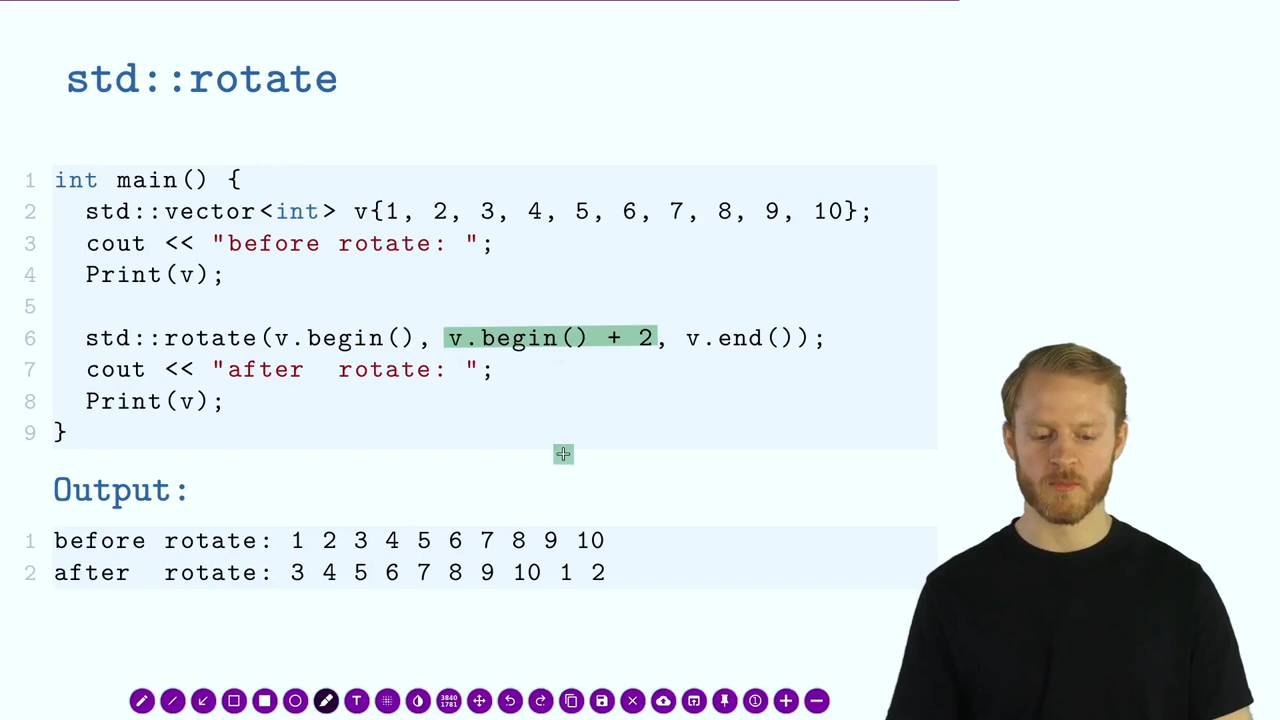 std::rotate
1 int main() {
2 std::vector<int> v{1, 2, 3, 4, 5, 6, 7, 8, 9, 10};
3 cout << "before rotate: ";
4 Print(v);
5
6 std::rotate(v.begin(), v.begin() + 2, v.end());
7 cout << "after  rotate: ";
8 Print(v);
9 }
Output:
1 before rotate: 1 2 3 4 5 6 7 8 9 10
2 after  rotate: 3 4 5 6 7 8 9 10 1 2
T 3840 1781